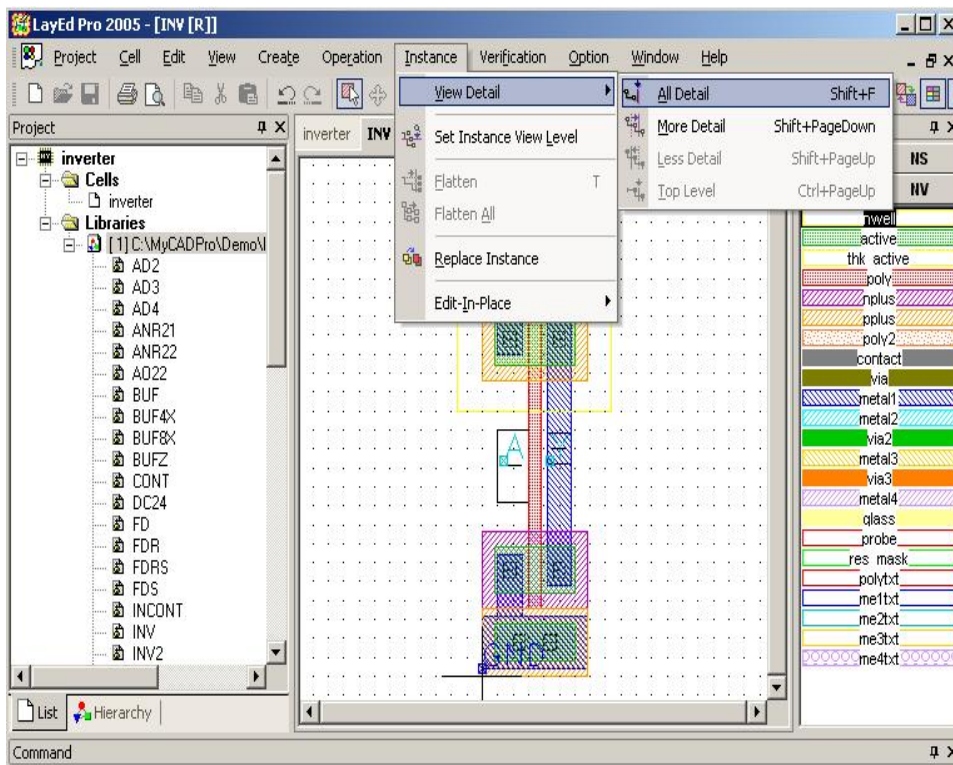 LayEd Pro 2005 - [INV [R]]
Project Cell Edit View Create Operation Instance Verification Option Window Help
Project
inverter INV
View Detail
Set Instance View Level
Flatten T
Flatten All
Replace Instance
Edit-In-Place
All Detail Shift+F
More Detail Shift+PageDown
Less Detail Shift+PageUp
Top Level Ctrl+PageUp
inverter
Cells
inverter
Libraries
[1] C:\MyCADPro\Demo\I
AD2
AD3
AD4
ANR21
ANR22
AO22
BUF
BUF4X
BUF8X
BUFZ
CONT
DC24
FD
FDR
FDRS
FDS
INCONT
INV
INV2
List Hierarchy
A
GND
NS
NV
nwell
active
thk active
poly
nplus
pplus
poly2
contact
via
metal1
metal2
via2
metal3
via3
metal4
glass
probe
res mask
polytxt
me1txt
me2txt
me3txt
me4txt
Command